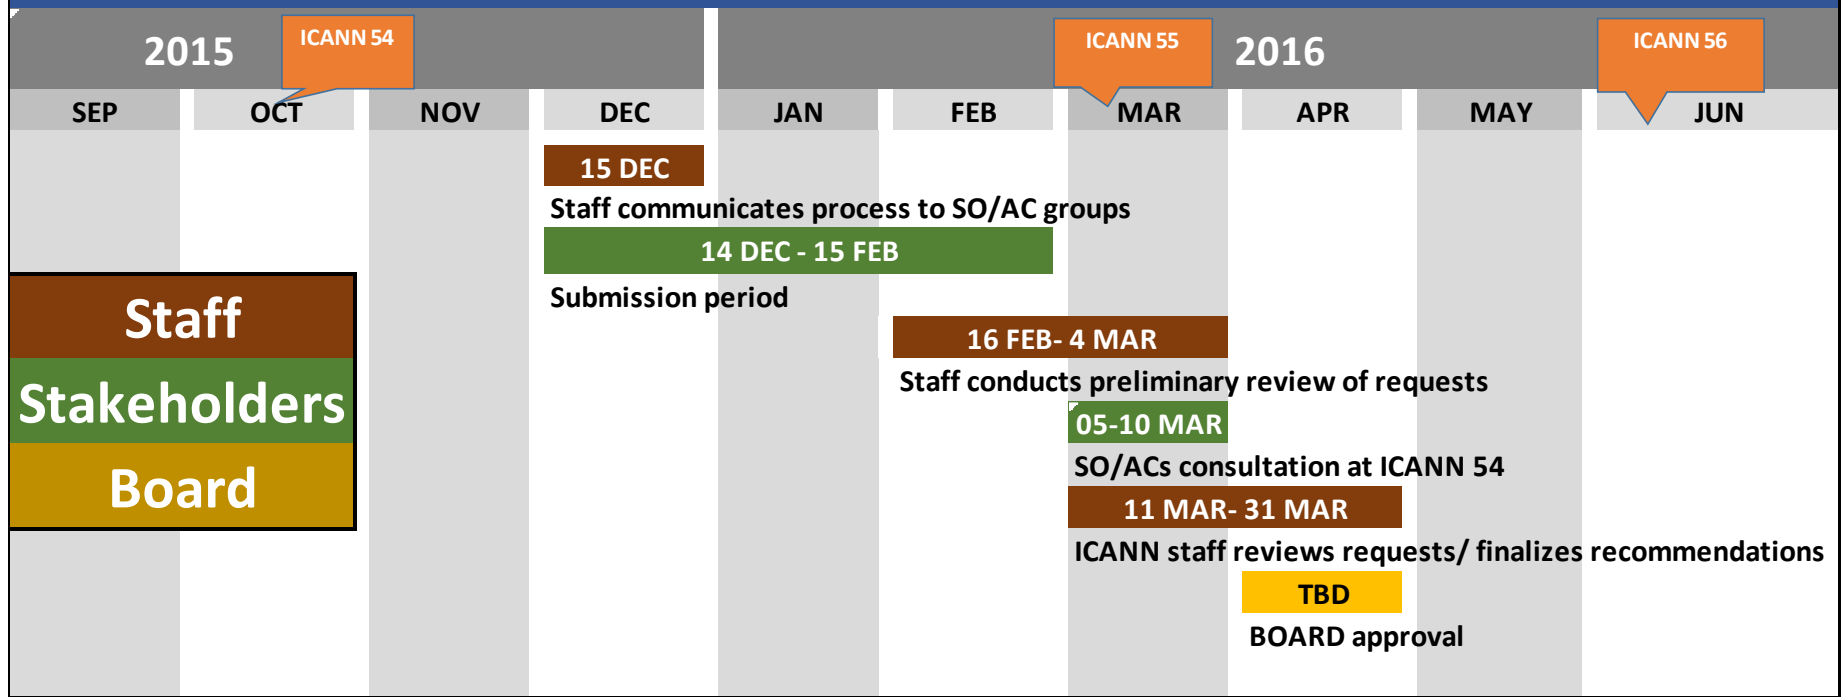 2015
ICANN 54
ICANN 55
2016
ICANN 56
SEP
OCT
NOV
DEC
JAN
FEB
MAR
APR
MAY
JUN
15 DEC
Staff communicates process to SO/AC groups
14 DEC - 15 FEB
Submission period
Staff
Stakeholders
Board
16 FEB- 4 MAR
Staff conducts preliminary review of requests
05-10 MAR
SO/ACs consultation at ICANN 54
11 MAR- 31 MAR
ICANN staff reviews requests/ finalizes recommendations
TBD
BOARD approval